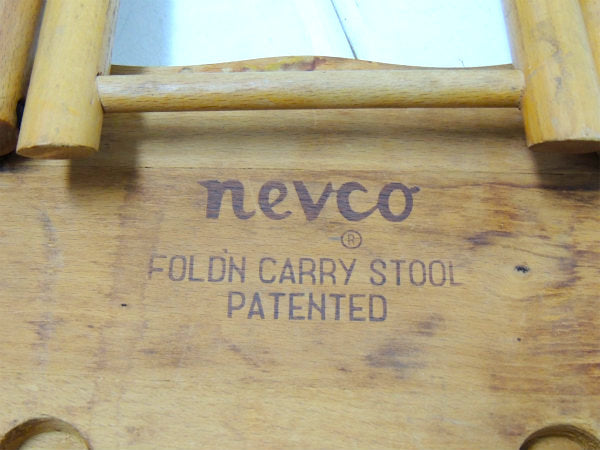 nevco
®
FOLD'N CARRY STOOL
PATENTED